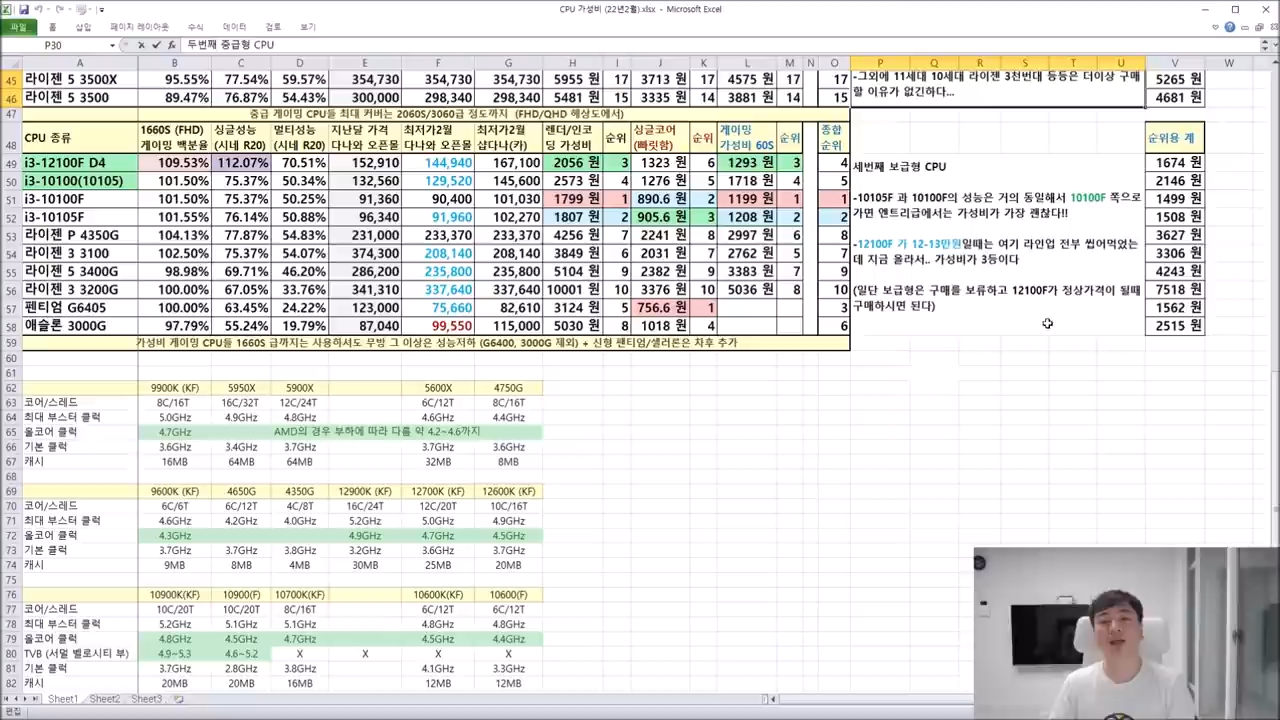 CPU 가성비 (22년2월).xlsx - Microsoft Excel
파일 홈 삽입 페이지 레이아웃 수식 데이터 검토 보기
P30 두번째 중급형 CPU
A B C D E F G H I J K L M N O P Q R S T U V W
45 라이젠 5 3500X 95.55% 77.54% 59.57% 354,730 354,730 354,730 5955 원 17 3713 원 17 4575 원 17 17 5265 원
-그외에 11세대 10세대 라이젠 3천번대 등등은 더이상 구매
46 라이젠 5 3500 89.47% 76.87% 54.43% 300,000 298,340 298,340 5481 원 15 3335 원 14 3881 원 14 15 4681 원
할 이유가 없긴하다...
47 중급 게이밍 CPU들 최대 커버는 2060S/3060급 정도까지 (FHD/QHD 해상도에서)
48 CPU 종류 1660S (FHD) 게이밍 백분율 싱글성능 (시네 R20) 멀티성능 (시네 R20) 지난달 가격 다나와 오픈몰 최저가2월 다나와 오픈몰 최저가2월 샵다나(카) 렌더/인코딩 가성비 순위 싱글코어 (빠릿함) 순위 게이밍 가성비 60S 순위 종합 순위 순위용 계
49 i3-12100F D4 109.53% 112.07% 70.51% 152,910 144,940 167,100 2056 원 3 1323 원 6 1293 원 3 4 1674 원
세번째 보급형 CPU
50 i3-10100(10105) 101.50% 75.37% 50.34% 132,560 129,520 145,600 2573 원 4 1276 원 5 1718 원 4 5 2146 원
51 i3-10100F 101.50% 75.37% 50.25% 91,360 90,400 101,030 1799 원 1 890.6 원 2 1199 원 1 1 1499 원
-10105F 과 10100F의 성능은 거의 동일해서 10100F 쪽으로
52 i3-10105F 101.55% 76.14% 50.88% 96,340 91,960 102,270 1807 원 2 905.6 원 3 1208 원 2 2 1508 원
가면 엔트리급에서는 가성비가 가장 괜찮다!!
53 라이젠 P 4350G 104.13% 77.54% 54.83% 231,000 233,370 233,370 4256 원 7 2241 원 8 2997 원 6 8 3627 원
-12100F 가 12-13만원일때는 여기 라인업 전부 씹어먹었는
54 라이젠 3 3100 102.50% 75.37% 54.07% 374,300 208,140 208,140 3849 원 6 2031 원 7 2762 원 5 7 3306 원
데 지금 올라서.. 가성비가 3등이다
55 라이젠 5 3400G 98.98% 69.71% 46.20% 286,200 235,800 235,800 5104 원 9 2382 원 9 3383 원 7 9 4243 원
56 라이젠 3 3200G 100.00% 67.05% 33.76% 341,310 337,640 337,640 10001 원 10 3376 원 10 5036 원 8 10 7518 원
(일단 보급형은 구매를 보류하고 12100F가 정상가격이 될때
57 펜티엄 G6405 100.00% 63.45% 24.22% 123,000 75,660 82,610 3124 원 5 756.6 원 1 3 1562 원
구매하시면 된다)
58 애슬론 3000G 97.79% 55.24% 19.79% 87,040 99,550 115,000 5030 원 8 1018 원 4 6 2515 원
59 가성비 게이밍 CPU들 1660S 급까지는 사용하셔도 무방 그 이상은 성능저하 (G6400, 3000G 제외) + 신형 펜티엄/셀러론은 차후 추가
60
61
62 9900K (KF) 5950X 5900X 5600X 4750G
63 코어/스레드 8C/16T 16C/32T 12C/24T 6C/12T 8C/16T
64 최대 부스터 클럭 5.0GHz 4.9GHz 4.8GHz 4.6GHz 4.4GHz
65 올코어 클럭 4.7GHz AMD의 경우 부하에 따라 다름 약 4.2~4.6까지
66 기본 클럭 3.6GHz 3.4GHz 3.7GHz 3.7GHz 3.6GHz
67 캐시 16MB 64MB 64MB 32MB 8MB
68
69 9600K (KF) 4650G 4350G 12900K (KF) 12700K (KF) 12600K (KF)
70 코어/스레드 6C/6T 6C/12T 4C/8T 16C/24T 12C/20T 10C/16T
71 최대 부스터 클럭 4.6GHz 4.2GHz 4.0GHz 5.2GHz 5.0GHz 4.9GHz
72 올코어 클럭 4.3GHz 4.9GHz 4.7GHz 4.5GHz
73 기본 클럭 3.7GHz 3.7GHz 3.8GHz 3.2GHz 3.6GHz 3.7GHz
74 캐시 9MB 8MB 4MB 30MB 25MB 20MB
75
76 10900K(KF) 10900(F) 10700K(KF) 10600K(KF) 10600(F)
77 코어/스레드 10C/20T 10C/20T 8C/16T 6C/12T 6C/12T
78 최대 부스터 클럭 5.2GHz 5.1GHz 5.1GHz 4.8GHz 4.8GHz
79 올코어 클럭 4.8GHz 4.5GHz 4.7GHz 4.5GHz 4.4GHz
80 TVB (서멀 벨로시티 부) 4.9~5.3 4.6~5.2 X X X X
81 기본 클럭 3.7GHz 2.8GHz 3.8GHz 4.1GHz 3.3GHz
82 캐시 20MB 20MB 16MB 12MB 12MB
Sheet1 Sheet2 Sheet3
편집